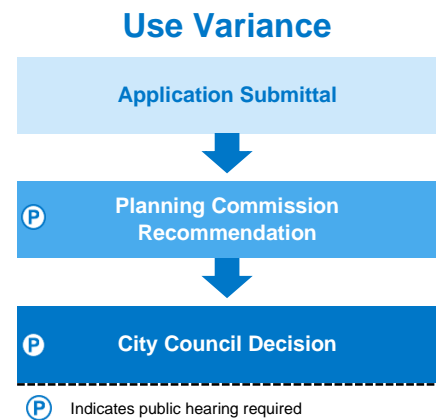 Use Variance
Application Submittal
P Planning Commission
Recommendation
P City Council Decision
P Indicates public hearing required